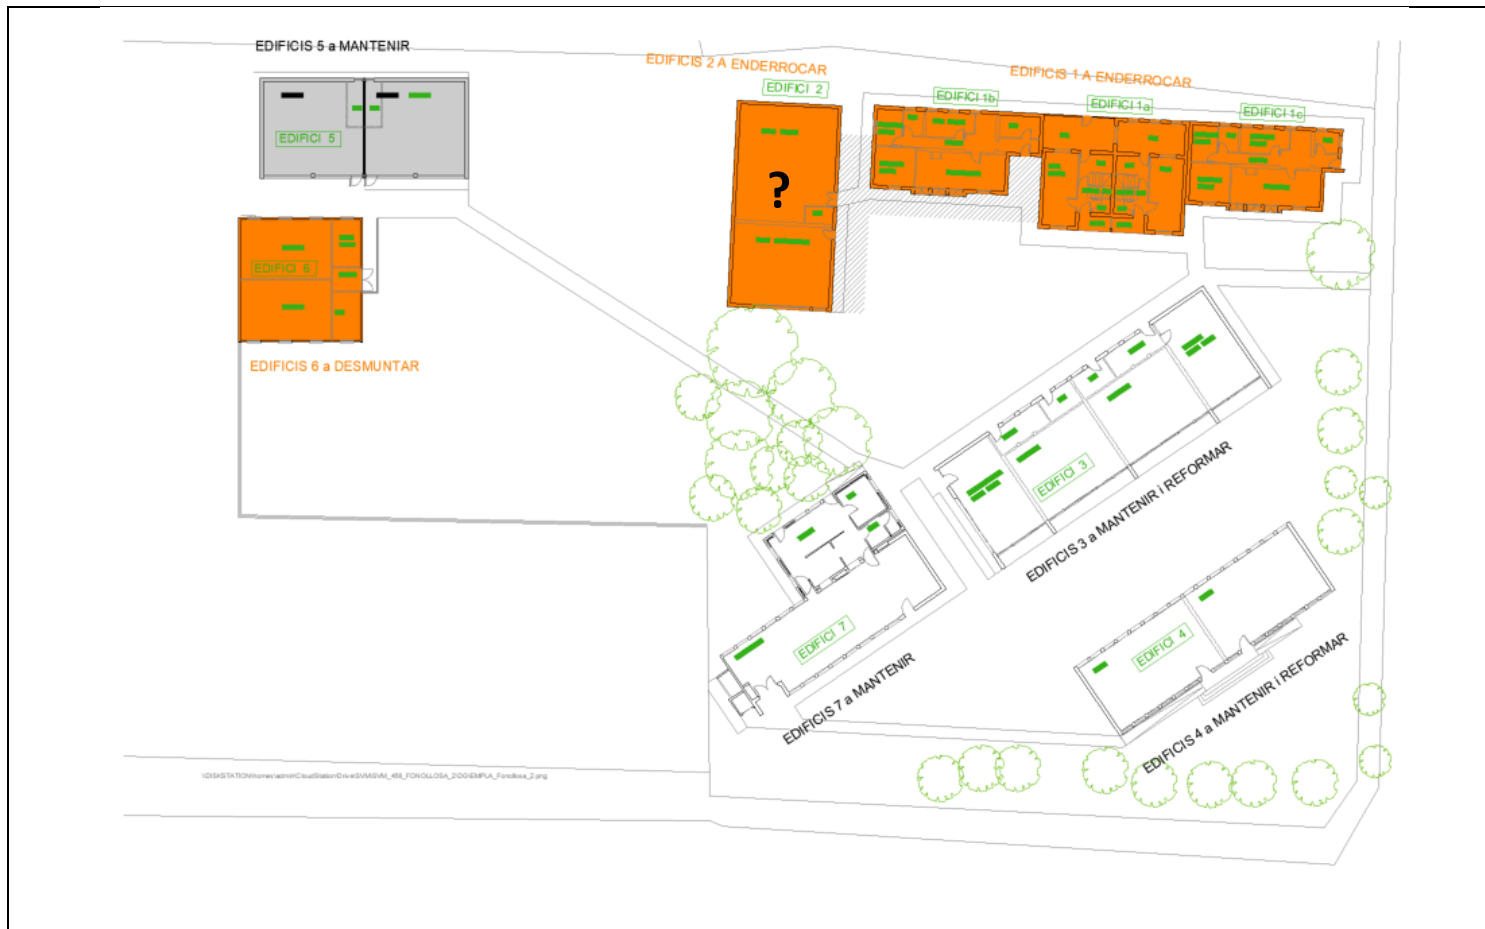 EDIFICIS 5 a MANTENIR
EDIFICIS 2 A ENDERROCAR
EDIFICIS 1 A ENDERROCAR
EDIFICI 2
EDIFICI 1b
EDIFICI 1a
EDIFICI 1c
EDIFICI 5
?
EDIFICI 6
EDIFICIS 6 a DESMUNTAR
EDIFICI 3
EDIFICIS 3 a MANTENIR i REFORMAR
EDIFICI 7
EDIFICIS 7 a MANTENIR
EDIFICI 4
EDIFICIS 4 a MANTENIR i REFORMAR